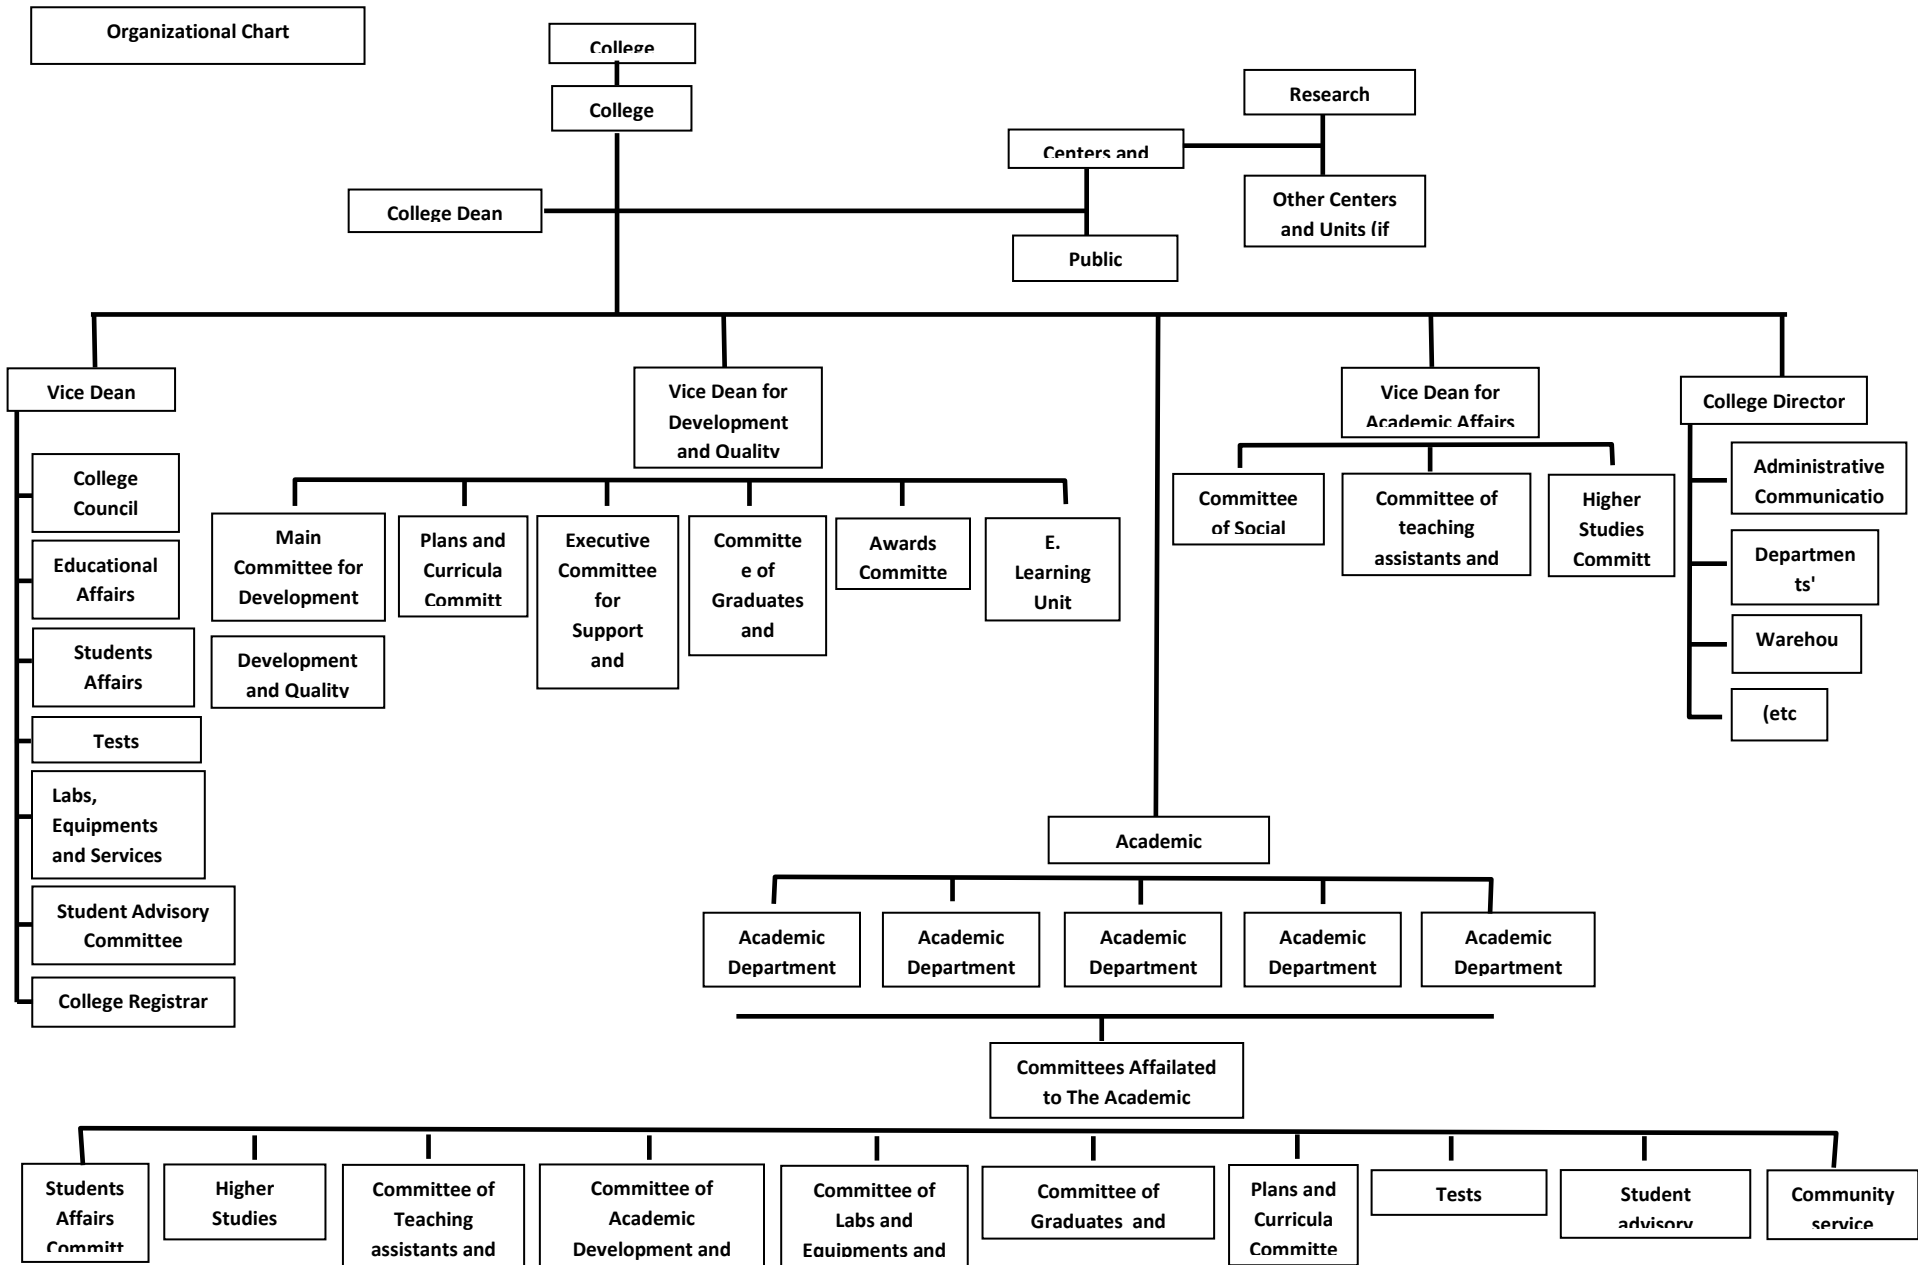 Organizational Chart
College
College
Research
Centers and
College Dean
Other Centers
and Units (if
Public
Vice Dean
Vice Dean for
Development
and Quality
Vice Dean for
Academic Affairs
College Director
College
Council
Educational
Affairs
Students
Affairs
Tests
Labs,
Equipments
and Services
Student Advisory
Committee
College Registrar
Main
Committee for
Development
Development
and Quality
Plans and
Curricula
Committ
Executive
Committee
for
Support
and
Committe
e of
Graduates
and
Awards
Committe
E.
Learning
Unit
Committee
of Social
Committee of
teaching
assistants and
Higher
Studies
Committ
Administrative
Communicatio
Departmen
ts'
Warehou
(etc
Academic
Academic
Department
Academic
Department
Academic
Department
Academic
Department
Academic
Department
Committees Affailated
to The Academic
Students
Affairs
Committ
Higher
Studies
Committee of
Teaching
assistants and
Committee of
Academic
Development and
Committee of
Labs and
Equipments and
Committee of
Graduates and
Plans and
Curricula
Committe
Tests
Student
advisory
Community
service